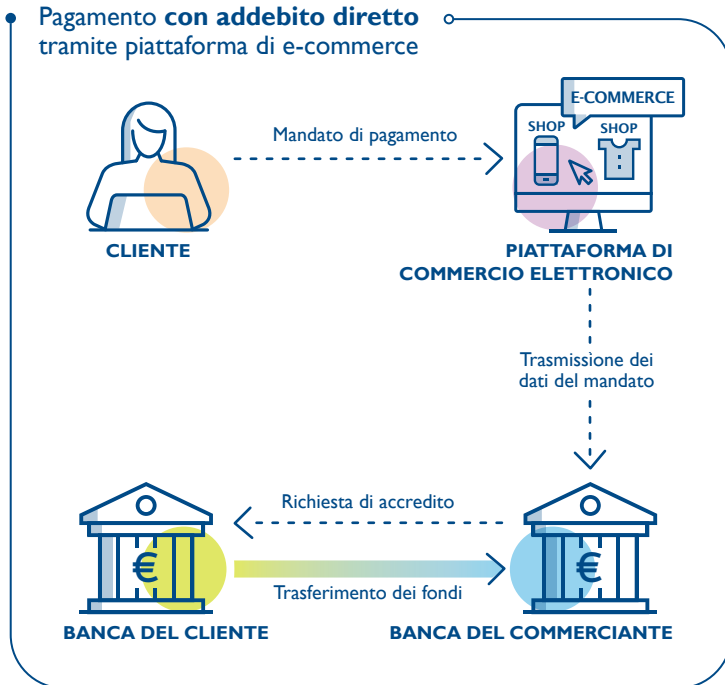 Pagamento con addebito diretto
tramite piattaforma di e-commerce
E-COMMERCE
SHOP
SHOP
Mandato di pagamento
CLIENTE
PIATTAFORMA DI
COMMERCIO ELETTRONICO
Trasmissione dei
dati del mandato
Richiesta di accredito
€
€
Trasferimento dei fondi
BANCA DEL CLIENTE
BANCA DEL COMMERCIANTE